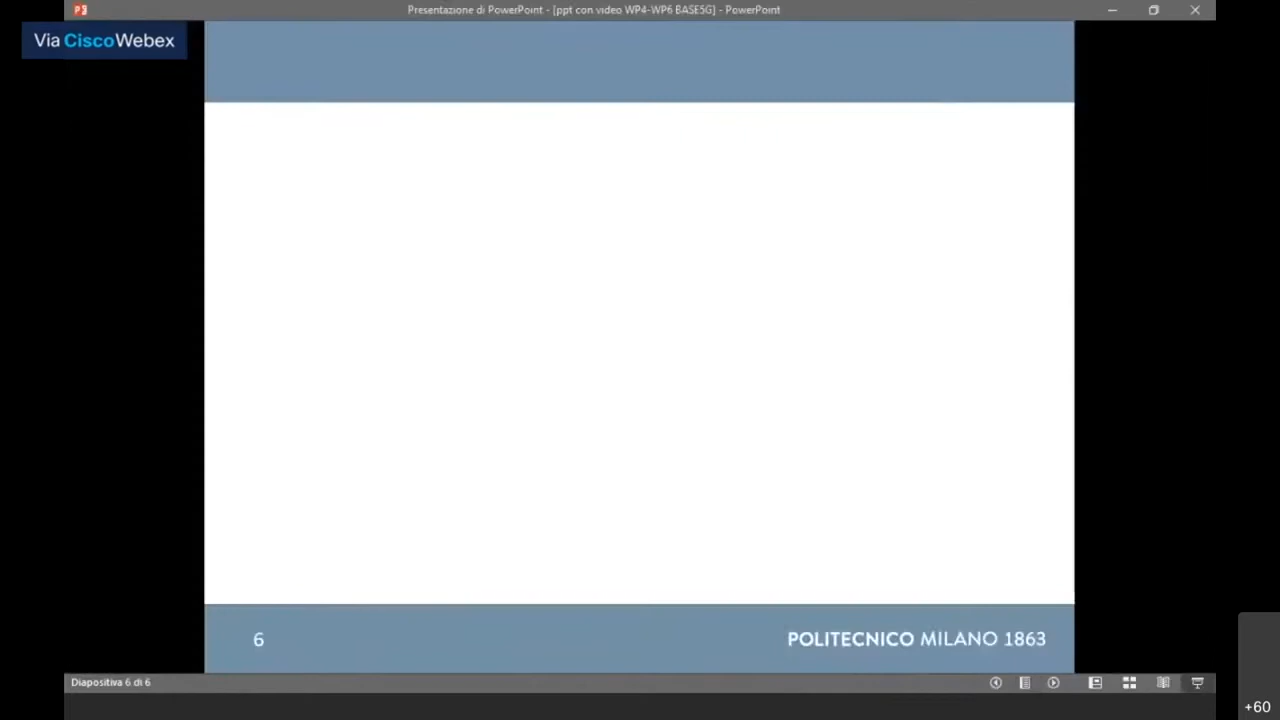 Presentazione di PowerPoint - [ppt con video WP4-WP6 BASE5G] - PowerPoint
Via CiscoWebex
6
POLITECNICO MILANO 1863
Diapositiva 6 di 6
+60